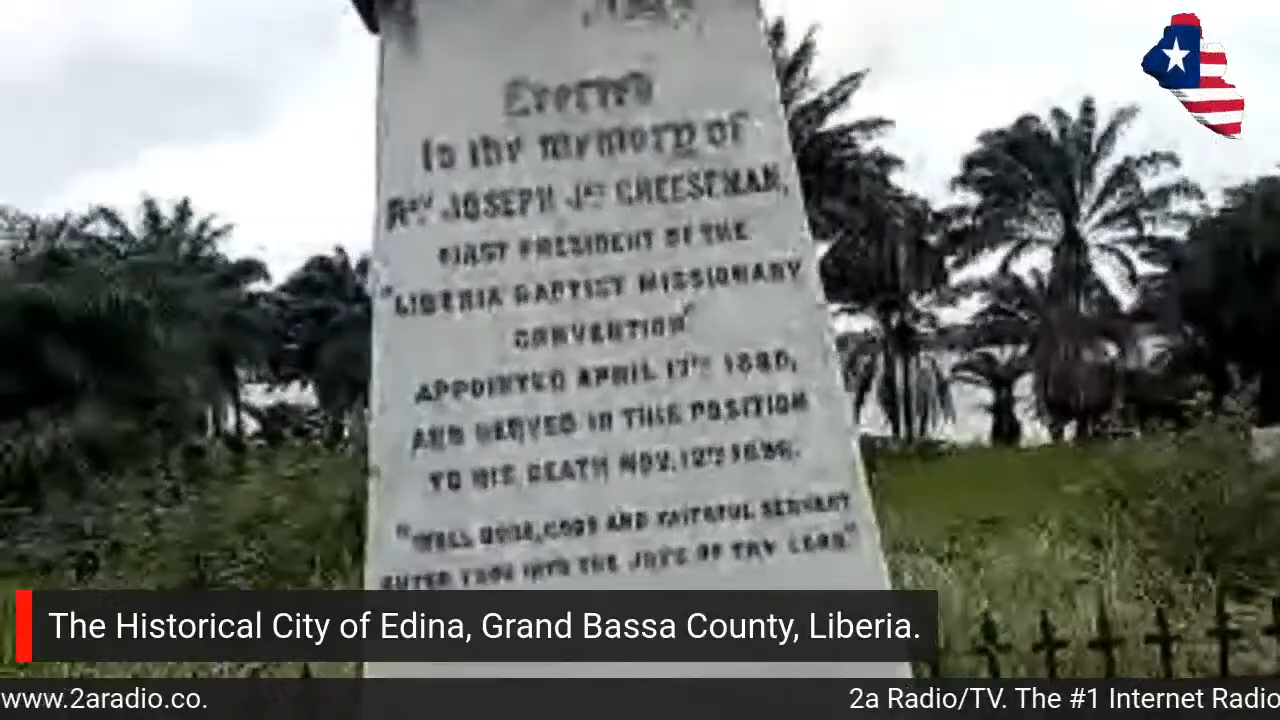 Erected
To the memory of
Rev. JOSEPH Jas CHEESEMAN,
FIRST PRESIDENT OF THE
"LIBERIA BAPTIST MISSIONARY
CONVENTION"
APPOINTED APRIL 17TH 1880,
AND SERVED IN THIS POSITION
TO HIS DEATH NOV. 12TH
"WELL DONE, GOOD AND FAITHFUL SERVANT
ENTER THOU INTO THE JOYS OF THY LORD."
The Historical City of Edina, Grand Bassa County, Liberia.
www.2aradio.co.
2a Radio/TV. The #1 Internet Radio